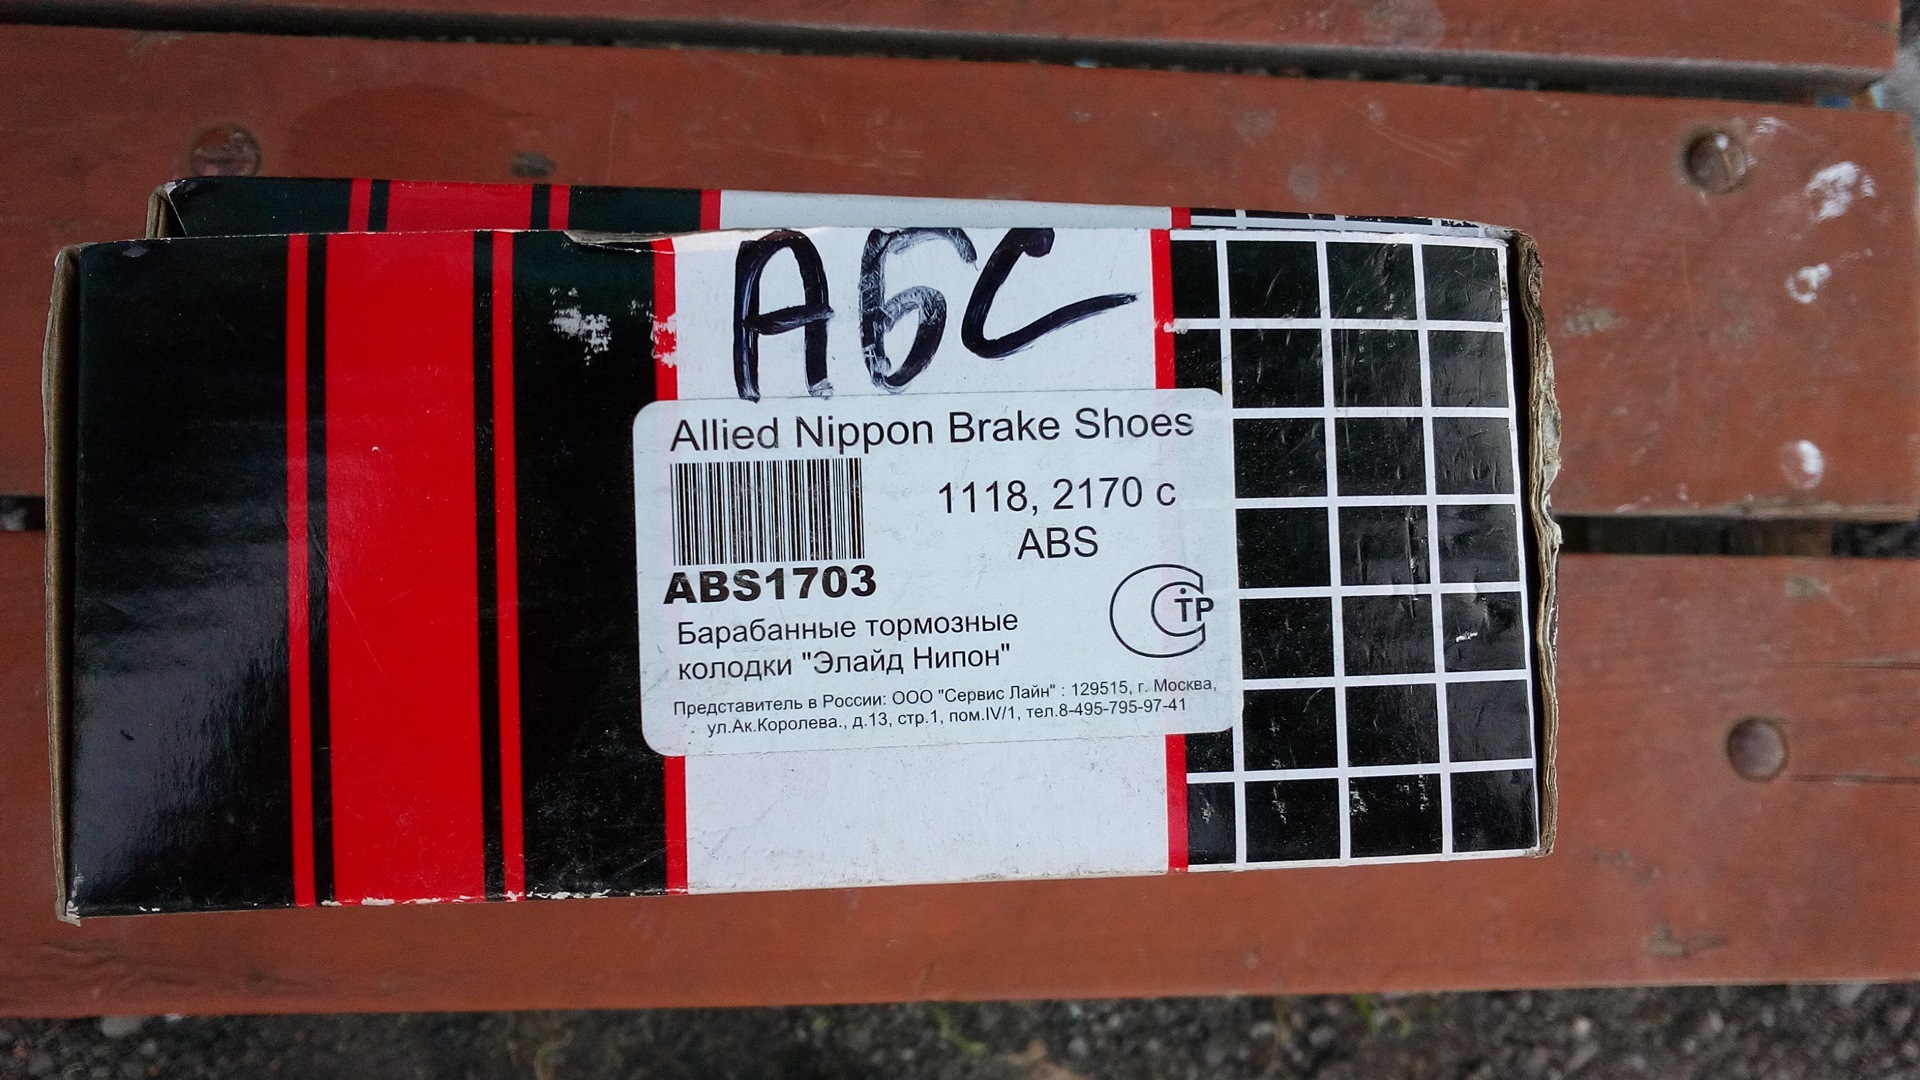 АБС
Allied Nippon Brake Shoes
1118, 2170 с
ABS
ABS1703
Барабанные тормозные
колодки "Элайд Нипон"
ТР
Представитель в России: ООО "Сервис Лайн" : 129515, г. Москва,
ул.Ак.Королева., д.13, стр.1, пом.IV/1, тел.8-495-795-97-41